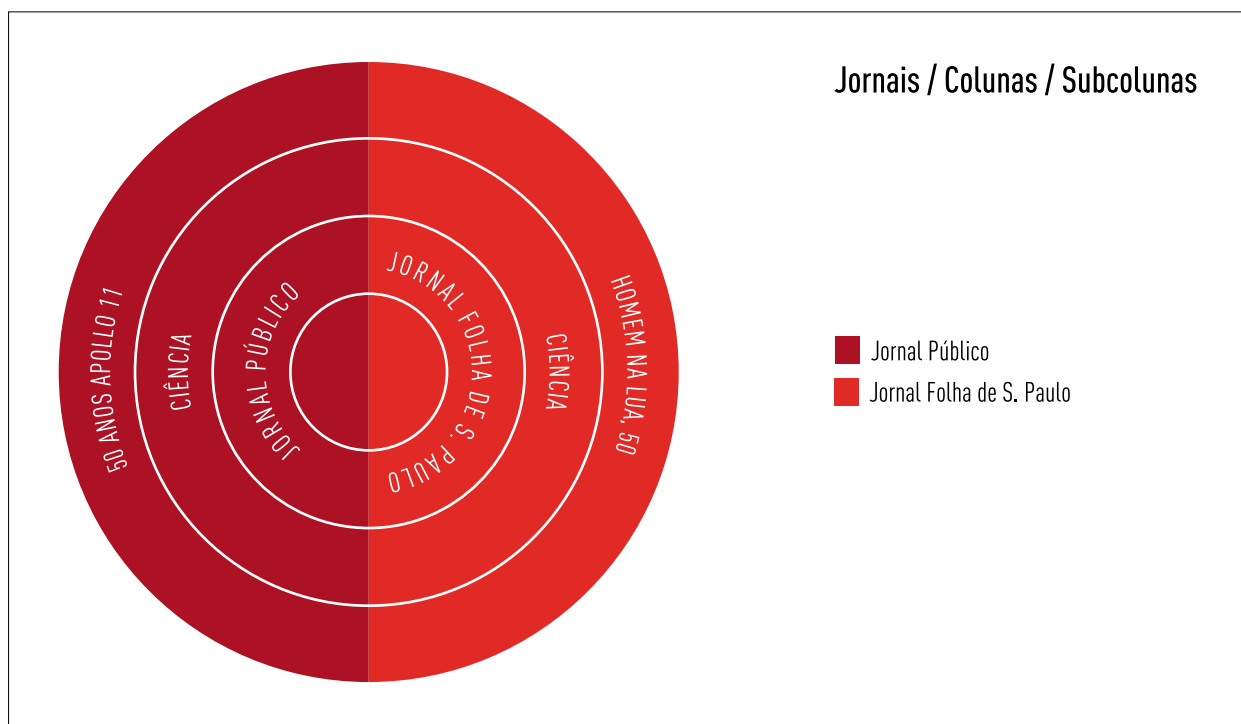 Jornais / Colunas / Subcolunas
50 ANOS APOLLO 11
CIÊNCIA
JORNAL PÚBLICO
JORNAL FOLHA DE S. PAULO
CIÊNCIA
HOMEM NA LUA, 50
Jornal Público
Jornal Folha de S. Paulo